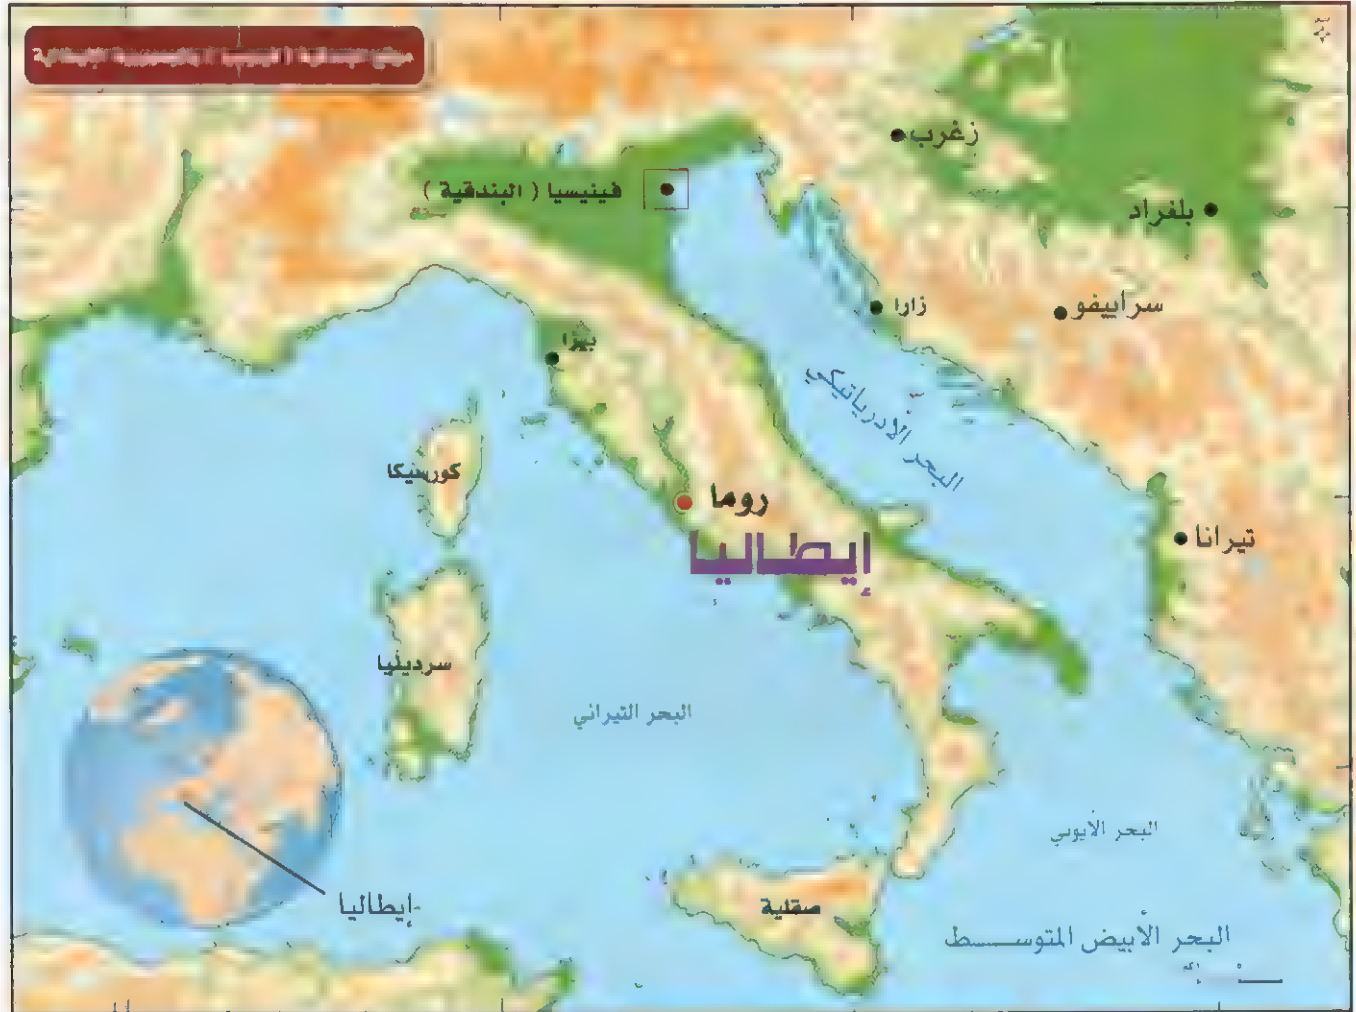 زغرب
فينيسيا ( البندقية )
بلغراد
زارا
سراييفو
بيزا
البحر الأدرياتيكي
كورسيكا
روما
إيطاليا
تيرانا
سردينيا
البحر التيراني
البحر الأيوني
إيطاليا
صقلية
البحر الأبيض المتوســـط